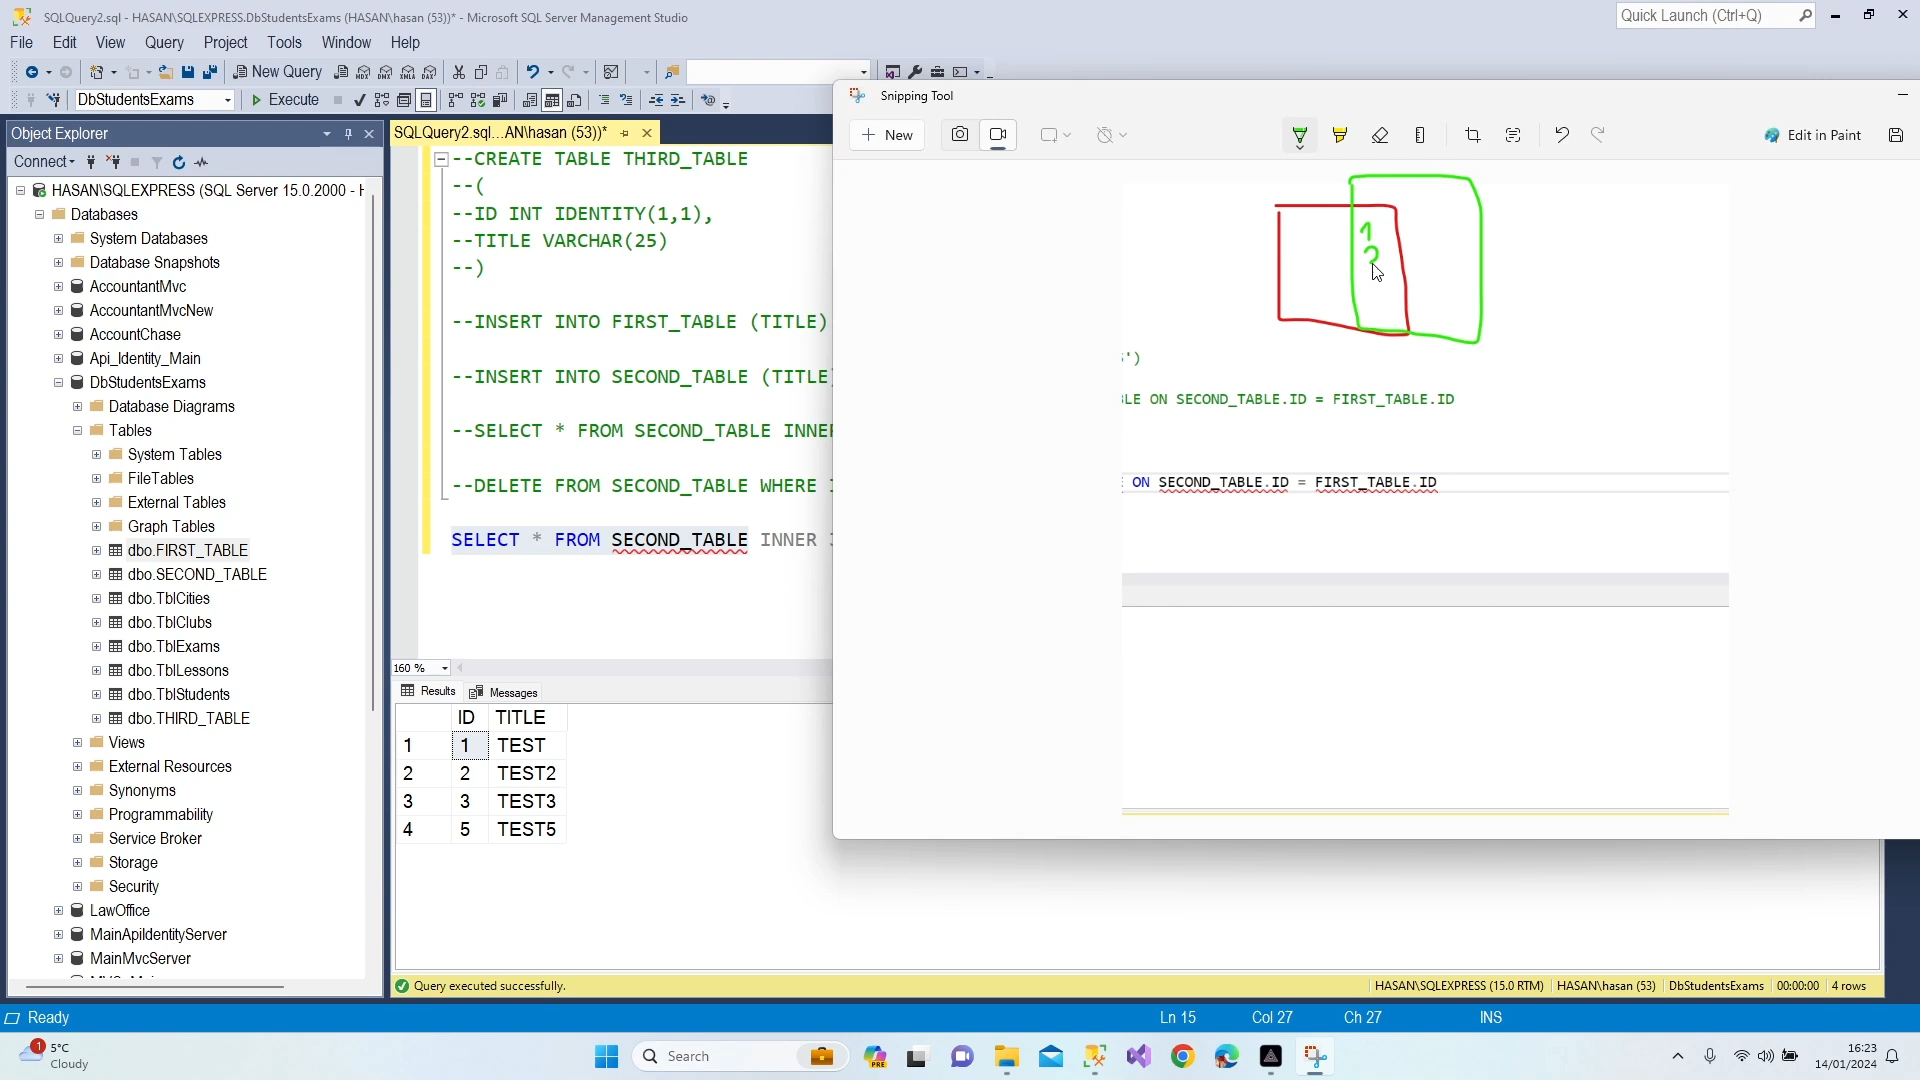 SQLQuery2.sql - HASAN\SQLEXPRESS.DbStudentsExams (HASAN\hasan (53))* - Microsoft SQL Server Management Studio
Quick Launch (Ctrl+Q)
File Edit View Query Project Tools Window Help
New Query
DbStudentsExams
Execute
Object Explorer
Connect
HASAN\SQLEXPRESS (SQL Server 15.0.2000 - H
Databases
System Databases
Database Snapshots
AccountantMvc
AccountantMvcNew
AccountChase
Api_Identity_Main
DbStudentsExams
Database Diagrams
Tables
System Tables
FileTables
External Tables
Graph Tables
dbo.FIRST_TABLE
dbo.SECOND_TABLE
dbo.TblCities
dbo.TblClubs
dbo.TblExams
dbo.TblLessons
dbo.TblStudents
dbo.THIRD_TABLE
Views
External Resources
Synonyms
Programmability
Service Broker
Storage
Security
LawOffice
MainApiIdentityServer
MainMvcServer
SQLQuery2.sql...AN\hasan (53))*
--CREATE TABLE THIRD_TABLE
--(
--ID INT IDENTITY(1,1),
--TITLE VARCHAR(25)
--)
--INSERT INTO FIRST_TABLE (TITLE)
--INSERT INTO SECOND_TABLE (TITLE)
--SELECT * FROM SECOND_TABLE INNER
--DELETE FROM SECOND_TABLE WHERE I
SELECT * FROM SECOND_TABLE INNER J
160 %
Results Messages
ID TITLE
1 1 TEST
2 2 TEST2
3 3 TEST3
4 5 TEST5
Snipping Tool
New
Edit in Paint
1
2
')
LE ON SECOND_TABLE.ID = FIRST_TABLE.ID
ON SECOND_TABLE.ID = FIRST_TABLE.ID
Query executed successfully.
HASAN\SQLEXPRESS (15.0 RTM) HASAN\hasan (53) DbStudentsExams 00:00:00 4 rows
Ready
Ln 15 Col 27 Ch 27 INS
1
5°C
Cloudy
Search
PRE
16:23
14/01/2024